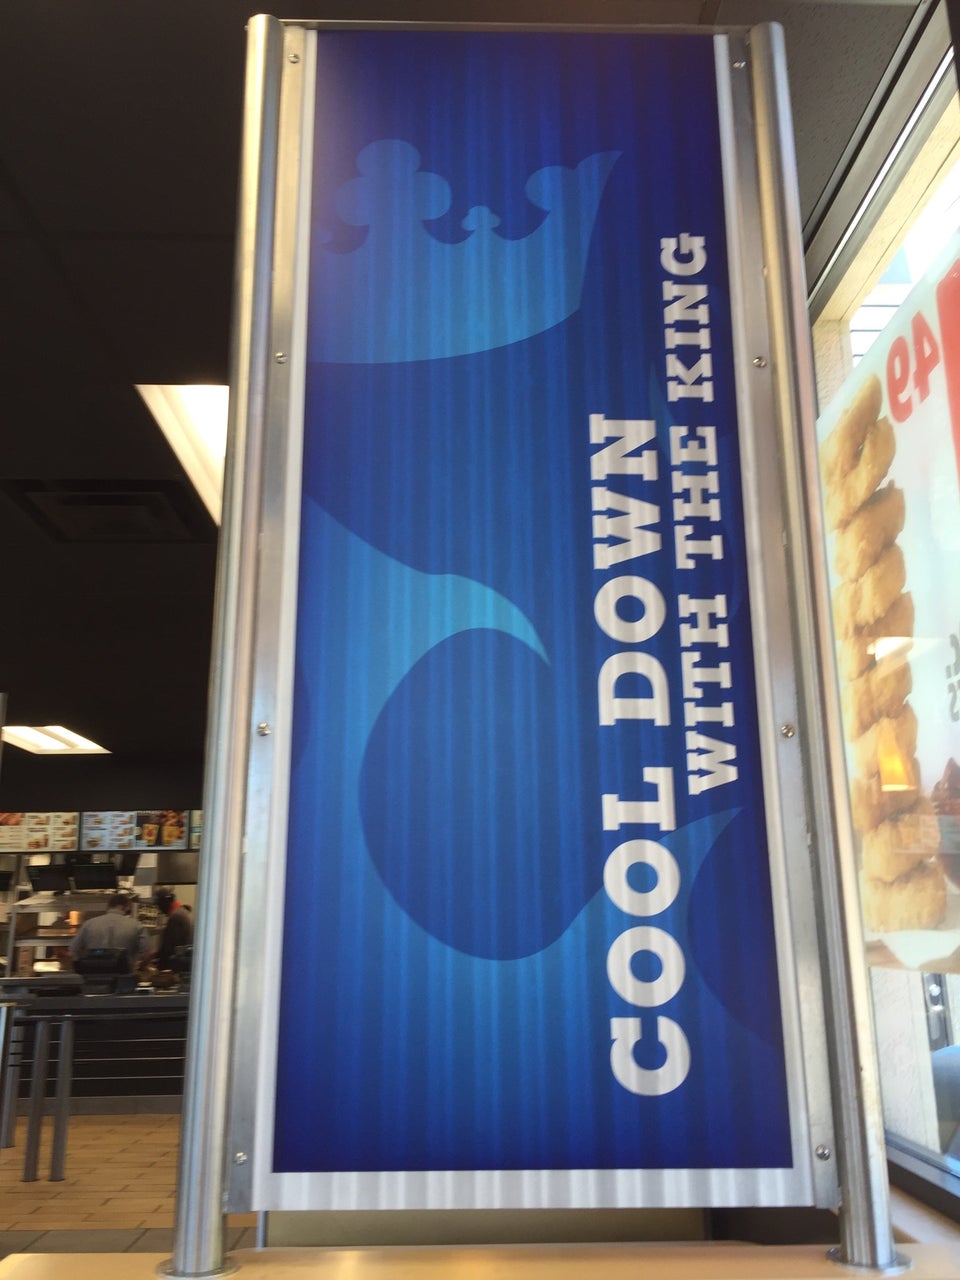 COOL DOWN
WITH THE KING
49